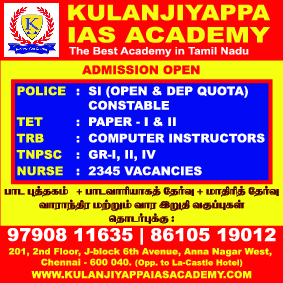 KULANJIYAPPA
IAS ACADEMY
The Best Academy in Tamil Nadu
ADMISSION OPEN
POLICE : SI (OPEN & DEP QUOTA)
CONSTABLE
TET : PAPER - I & II
TRB : COMPUTER INSTRUCTORS
TNPSC : GR-I, II, IV
NURSE : 2345 VACANCIES
பாட புத்தகம் + பாடவாரியாகத் தேர்வு + மாதிரித் தேர்வு
வாராந்திர மற்றும் வார இறுதி வகுப்புகள்
தொடர்புக்கு :
97908 11635 | 86105 19012
201, 2nd Floor, J-block 6th Avenue, Anna Nagar West,
Chennai - 600 040. (Opp. to La-Castle Hotel)
WWW.KULANJIYAPPAIASACADEMY.COM